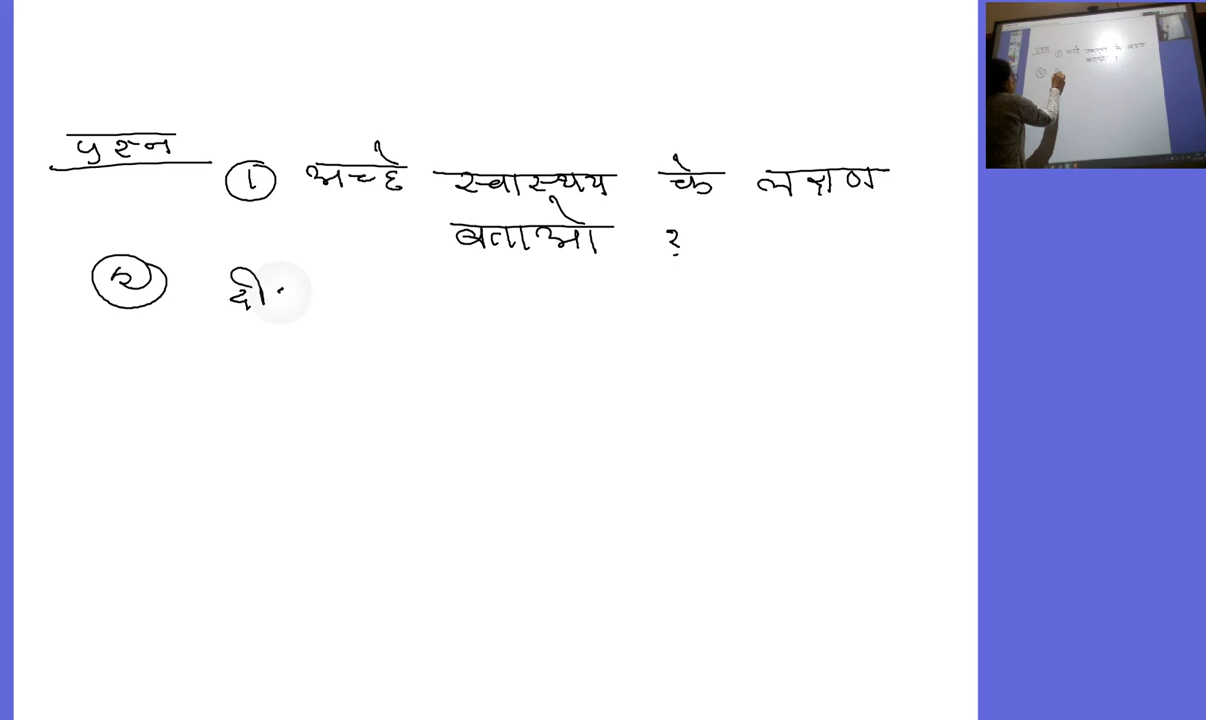 प्रश्न
① अच्छे स्वास्थ्य के लक्षण
बताओ ?
② दी